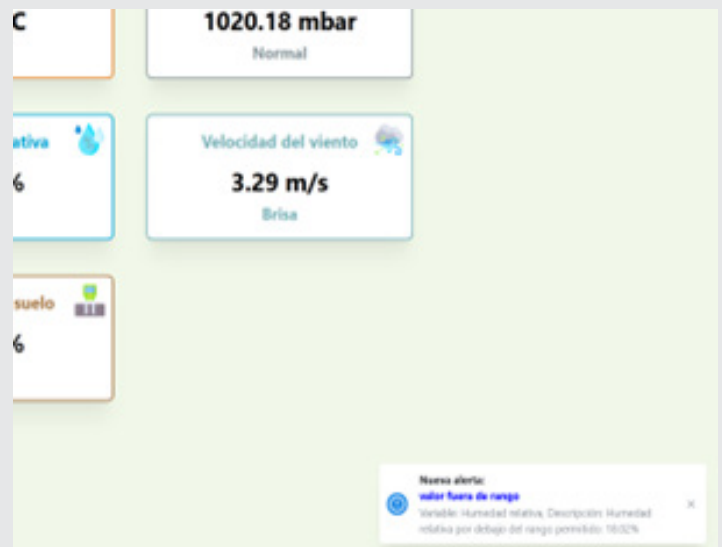 C
1020.18 mbar
Normal
ativa
%
Velocidad del viento
3.29 m/s
Brisa
suelo
%
Nueva alerta:
valor fuera de rango
Variable: Humedad relativa; Descripción: Humedad
relativa por debajo del rango permitido: 16.02%